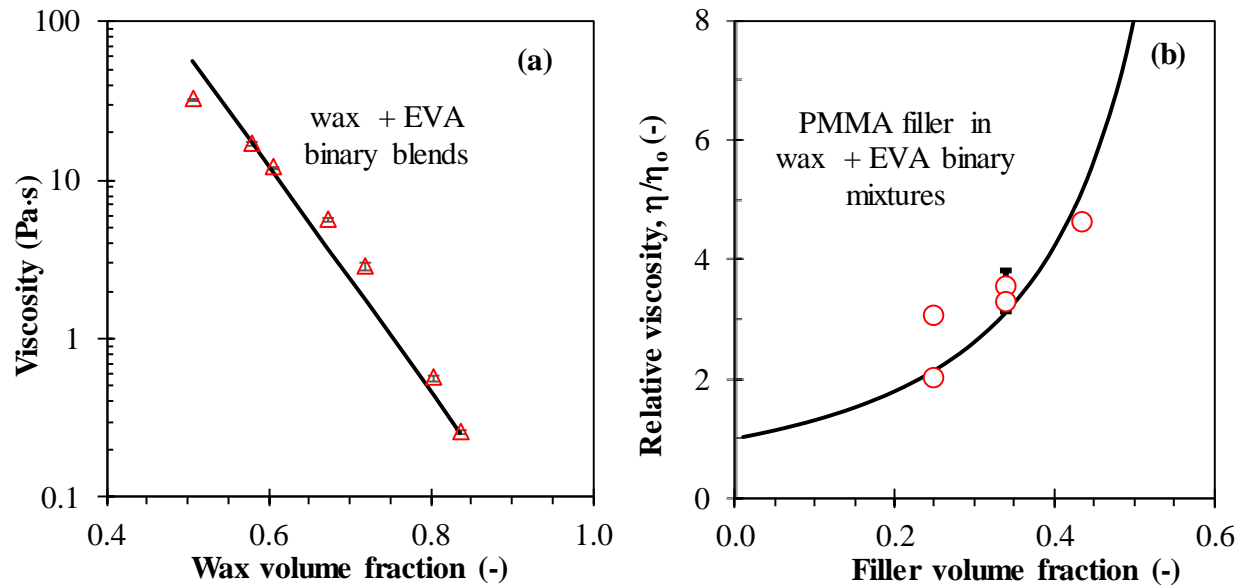 (a)
wax + EVA
binary blends
Viscosity (Pa·s)
100
10
1
0.1
0.4
0.6
0.8
1.0
Wax volume fraction (-)
(b)
PMMA filler in
wax + EVA binary
mixtures
Relative viscosity, η/ηo (-)
8
6
4
2
0
0.0
0.2
0.4
0.6
Filler volume fraction (-)